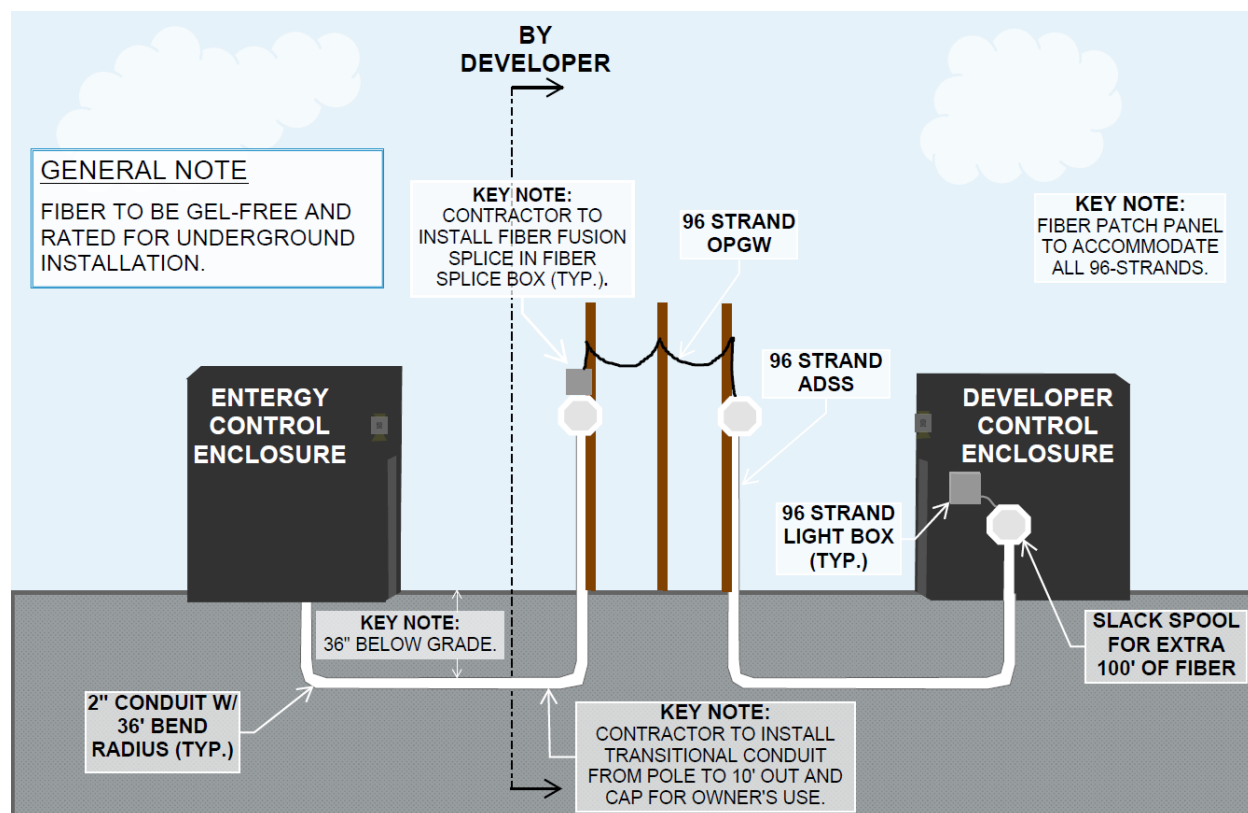 BY
DEVELOPER
GENERAL NOTE
FIBER TO BE GEL-FREE AND
RATED FOR UNDERGROUND
INSTALLATION.
KEY NOTE:
CONTRACTOR TO
INSTALL FIBER FUSION
SPLICE IN FIBER
SPLICE BOX (TYP.).
96 STRAND
OPGW
KEY NOTE:
FIBER PATCH PANEL
TO ACCOMMODATE
ALL 96-STRANDS.
96 STRAND
ADSS
ENTERGY
CONTROL
ENCLOSURE
DEVELOPER
CONTROL
ENCLOSURE
96 STRAND
LIGHT BOX
(TYP.)
KEY NOTE:
36" BELOW GRADE.
SLACK SPOOL
FOR EXTRA
100' OF FIBER
2" CONDUIT W/
36' BEND
RADIUS (TYP.)
KEY NOTE:
CONTRACTOR TO INSTALL
TRANSITIONAL CONDUIT
FROM POLE TO 10' OUT AND
CAP FOR OWNER'S USE.